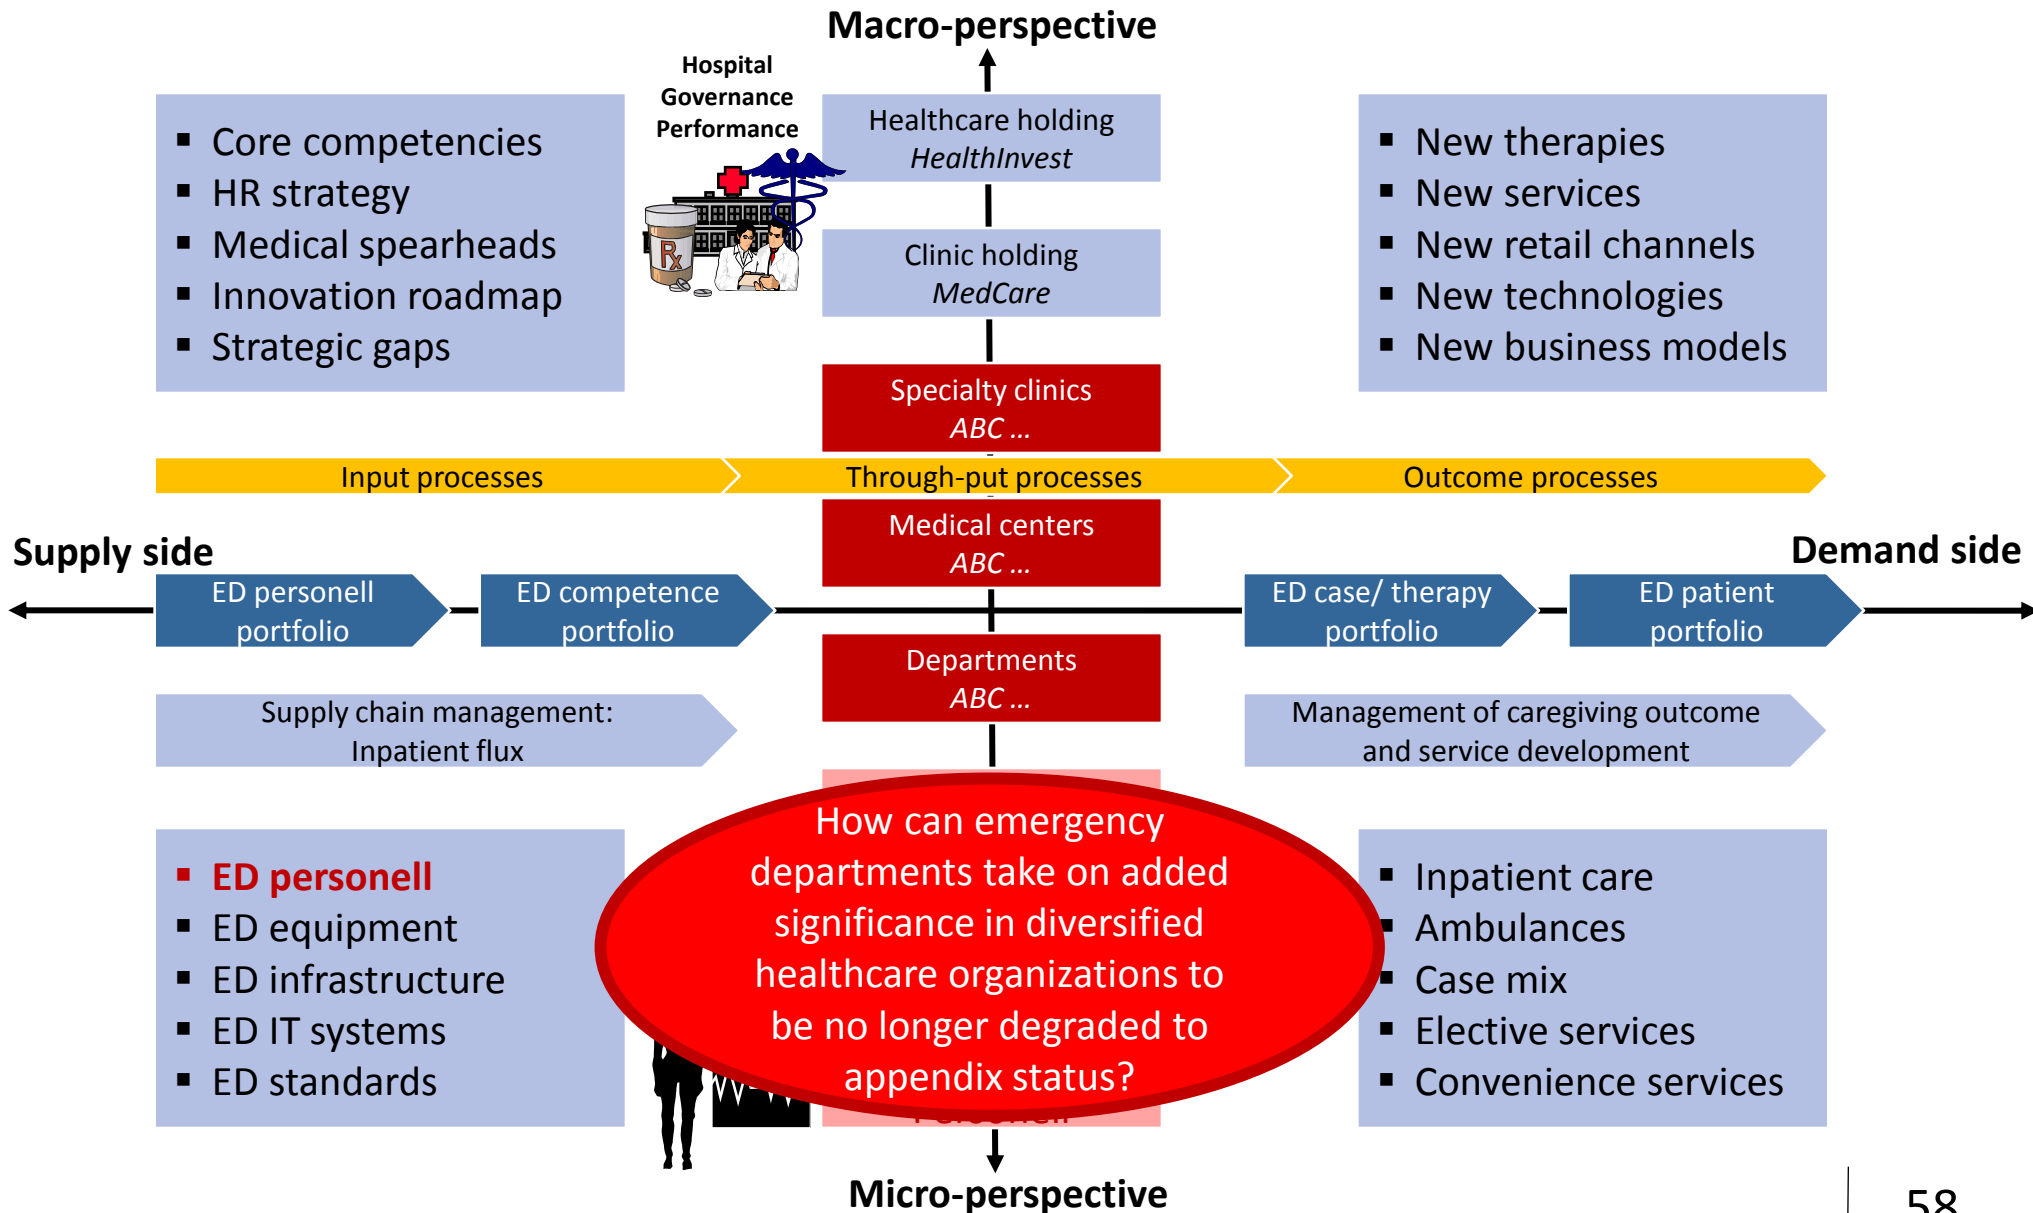 Macro-perspective
Hospital
Governance
Performance
Healthcare holding
HealthInvest
Clinic holding
MedCare
▪ Core competencies
▪ HR strategy
▪ Medical spearheads
▪ Innovation roadmap
▪ Strategic gaps
Rx
▪ New therapies
▪ New services
▪ New retail channels
▪ New technologies
▪ New business models
Specialty clinics
ABC ...
Input processes
Through-put processes
Outcome processes
Medical centers
ABC ...
Supply side
Demand side
ED personell
portfolio
ED competence
portfolio
ED case/ therapy
portfolio
ED patient
portfolio
Departments
ABC ...
Supply chain management:
Inpatient flux
Management of caregiving outcome
and service development
▪ ED personell
▪ ED equipment
▪ ED infrastructure
▪ ED IT systems
▪ ED standards
How can emergency
departments take on added
significance in diversified
healthcare organizations to
be no longer degraded to
appendix status?
▪ Inpatient care
▪ Ambulances
▪ Case mix
▪ Elective services
▪ Convenience services
Micro-perspective
58